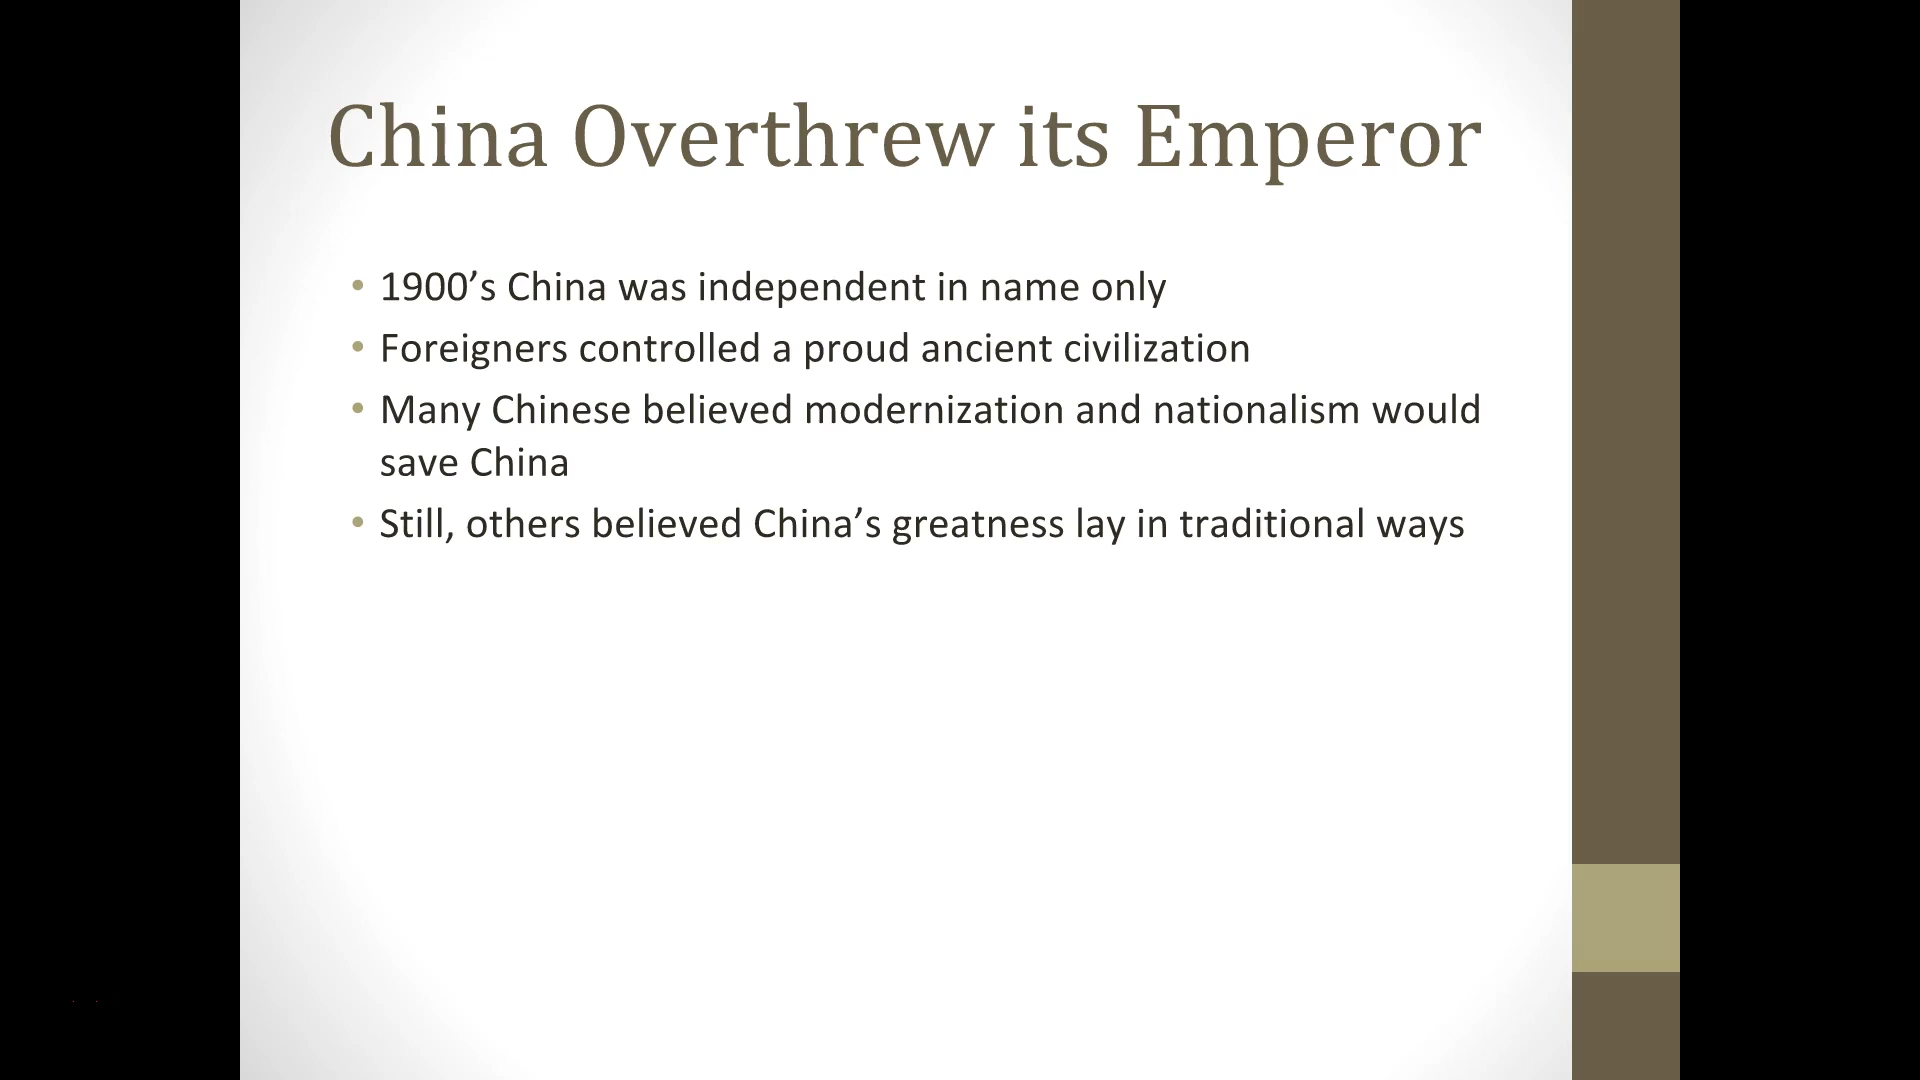 China Overthrew its Emperor
• 1900’s China was independent in name only
• Foreigners controlled a proud ancient civilization
• Many Chinese believed modernization and nationalism would
save China
• Still, others believed China’s greatness lay in traditional ways